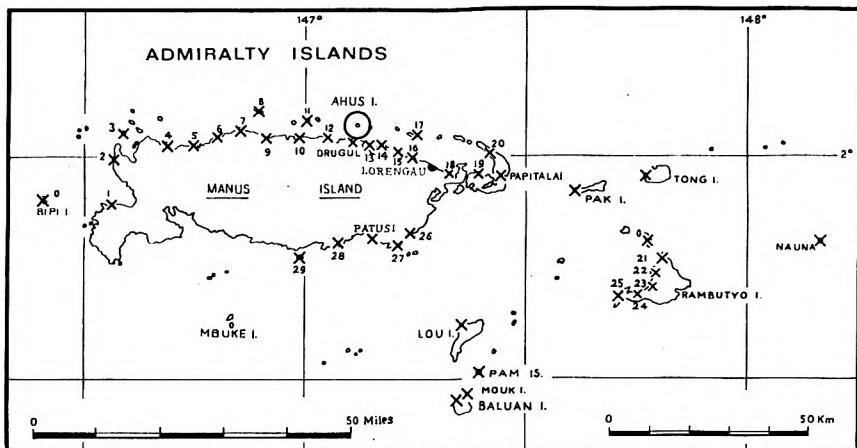 147°
148°
ADMIRALTY ISLANDS
AHUS I.
8
11
17
3
7
12
6
20
4
5
9
10
DRUGUL
13
14
15
16
2°
2
LORENGAU
18
19
PAPITALAI
TONG I.
PAK I.
MANUS ISLAND
1
BIPI I
PATUSI
26
28
27
NAUNA
29
21
22
23
25
24
RAMBUTYO I.
MBUKE I.
LOU I.
PAM IS.
MOUK I.
BALUAN I.
0
50 Miles
0
50 Km